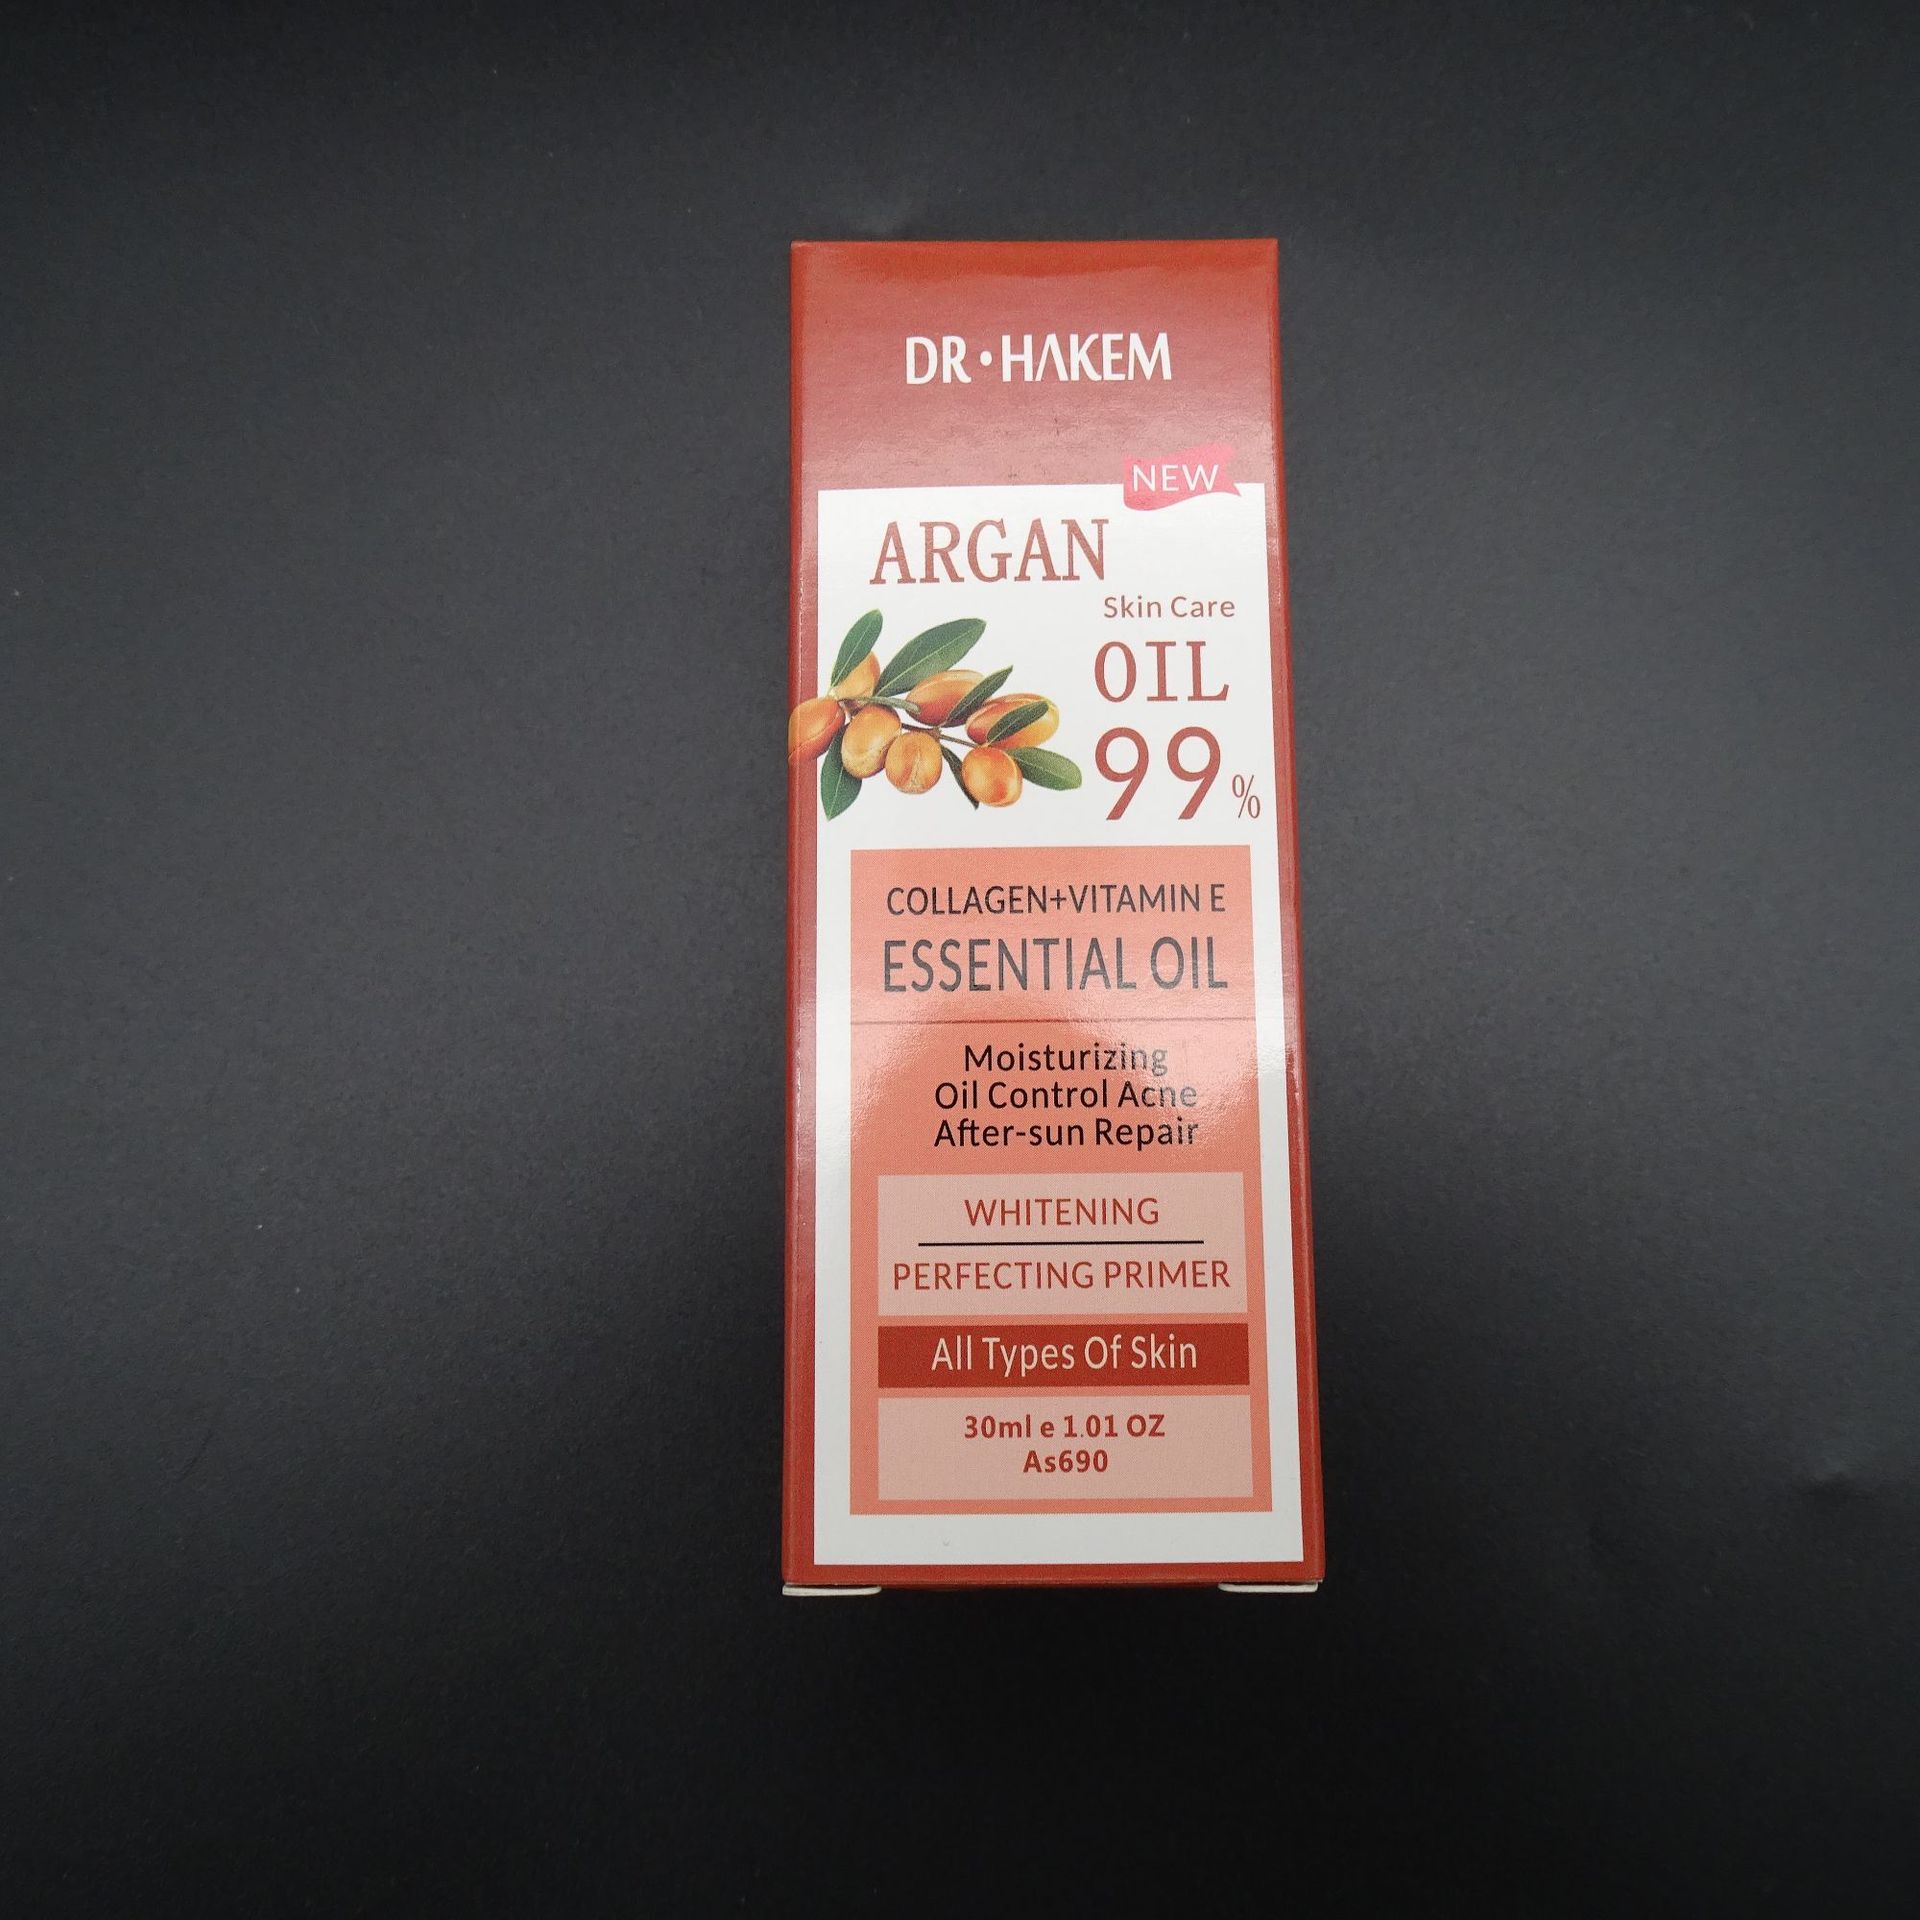 DR·HAKEM
NEW
ARGAN
Skin Care
OIL
99%
COLLAGEN+VITAMIN E
ESSENTIAL OIL
Moisturizing
Oil Control Acne
After-sun Repair
WHITENING
PERFECTING PRIMER
All Types Of Skin
30ml e 1.01 OZ
As690